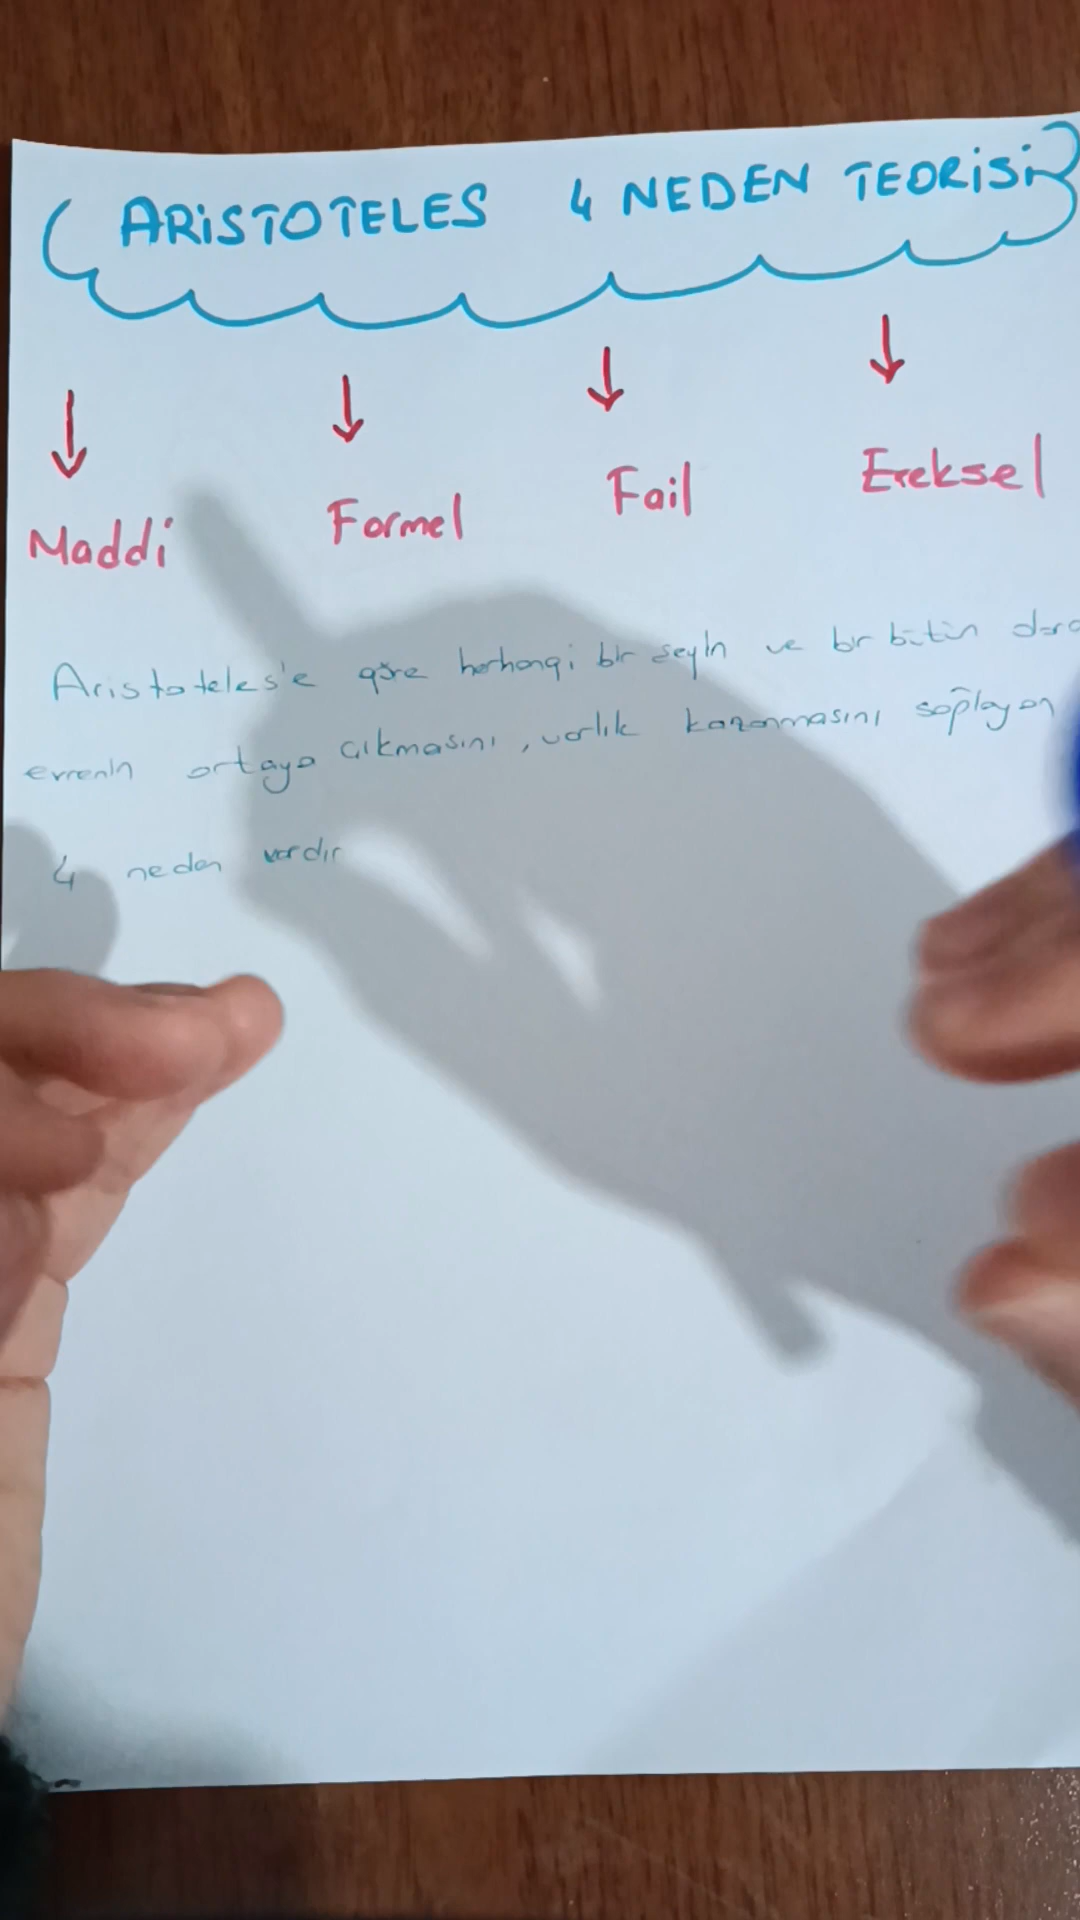 ARİSTOTELES 4 NEDEN TEORİSİ
Maddi Formel Fail Ereksel
Aristoteles'e göre herhangi bir şeyin ve bir bütün
evrenin ortaya çıkmasını, varlık kazanmasını sağlayan
4 neden vardır